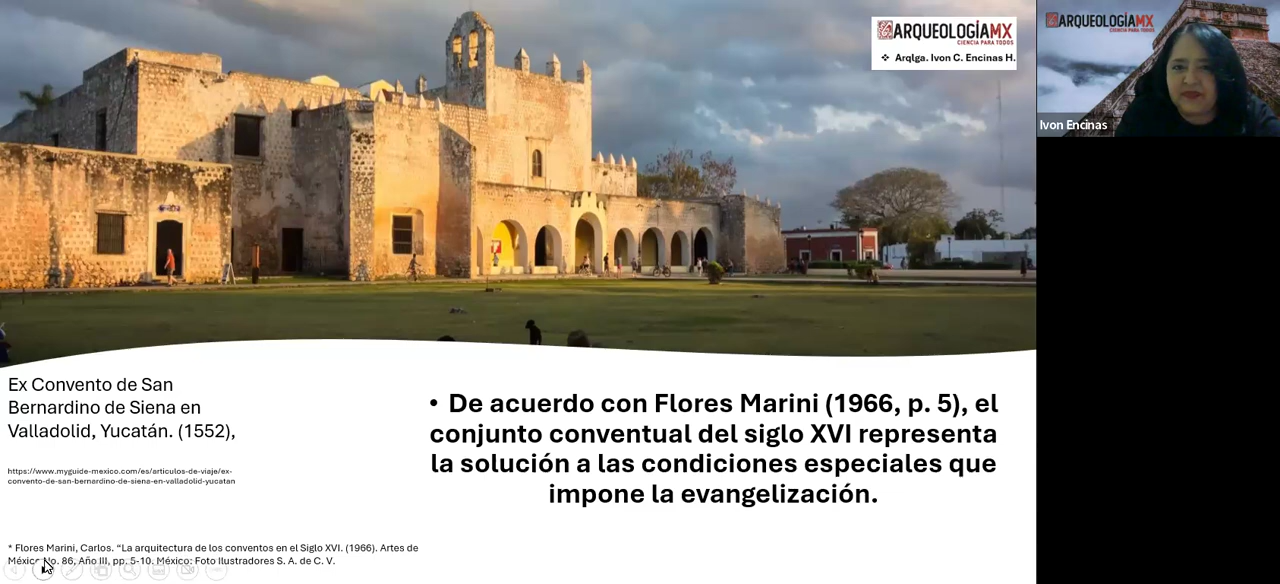 ARQUEOLOGÍAMX
CIENCIA PARA TODOS
❖ Arqlga. Ivon C. Encinas H.
ARQUEOLOGÍAMX
CIENCIA PARA TODOS
Ivon Encinas
Ex Convento de San
Bernardino de Siena en
Valladolid, Yucatán. (1552),
https://www.myguide-mexico.com/es/articulos-de-viaje/ex-
convento-de-san-bernardino-de-siena-en-valladolid-yucatan
• De acuerdo con Flores Marini (1966, p. 5), el
conjunto conventual del siglo XVI representa
la solución a las condiciones especiales que
impone la evangelización.
* Flores Marini, Carlos. “La arquitectura de los conventos en el Siglo XVI. (1966). Artes de
México No. 86, Año III, pp. 5-10. México: Foto Ilustradores S. A. de C. V.